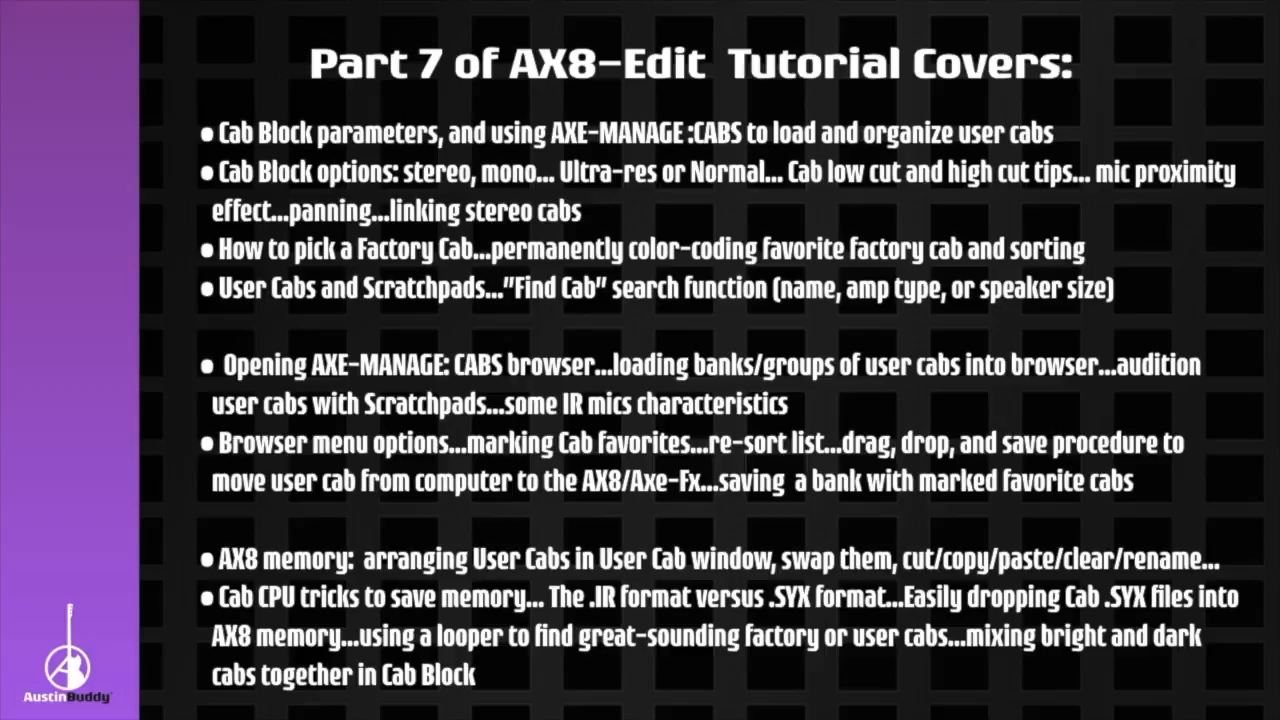 Part 7 of AX8-Edit Tutorial Covers:
• Cab Block parameters, and using AXE-MANAGE :CABS to load and organize user cabs
• Cab Block options: stereo, mono... Ultra-res or Normal... Cab low cut and high cut tips... mic proximity
effect...panning...linking stereo cabs
• How to pick a Factory Cab...permanently color-coding favorite factory cab and sorting
• User Cabs and Scratchpads..."Find Cab" search function (name, amp type, or speaker size)
• Opening AXE-MANAGE: CABS browser...loading banks/groups of user cabs into browser...audition
user cabs with Scratchpads...some IR mics characteristics
• Browser menu options...marking Cab favorites...re-sort list...drag, drop, and save procedure to
move user cab from computer to the AX8/Axe-Fx...saving a bank with marked favorite cabs
• AX8 memory: arranging User Cabs in User Cab window, swap them, cut/copy/paste/clear/rename...
• Cab CPU tricks to save memory... The .IR format versus .SYX format...Easily dropping Cab .SYX files into
AX8 memory...using a looper to find great-sounding factory or user cabs...mixing bright and dark
cabs together in Cab Block
AustinBuddy